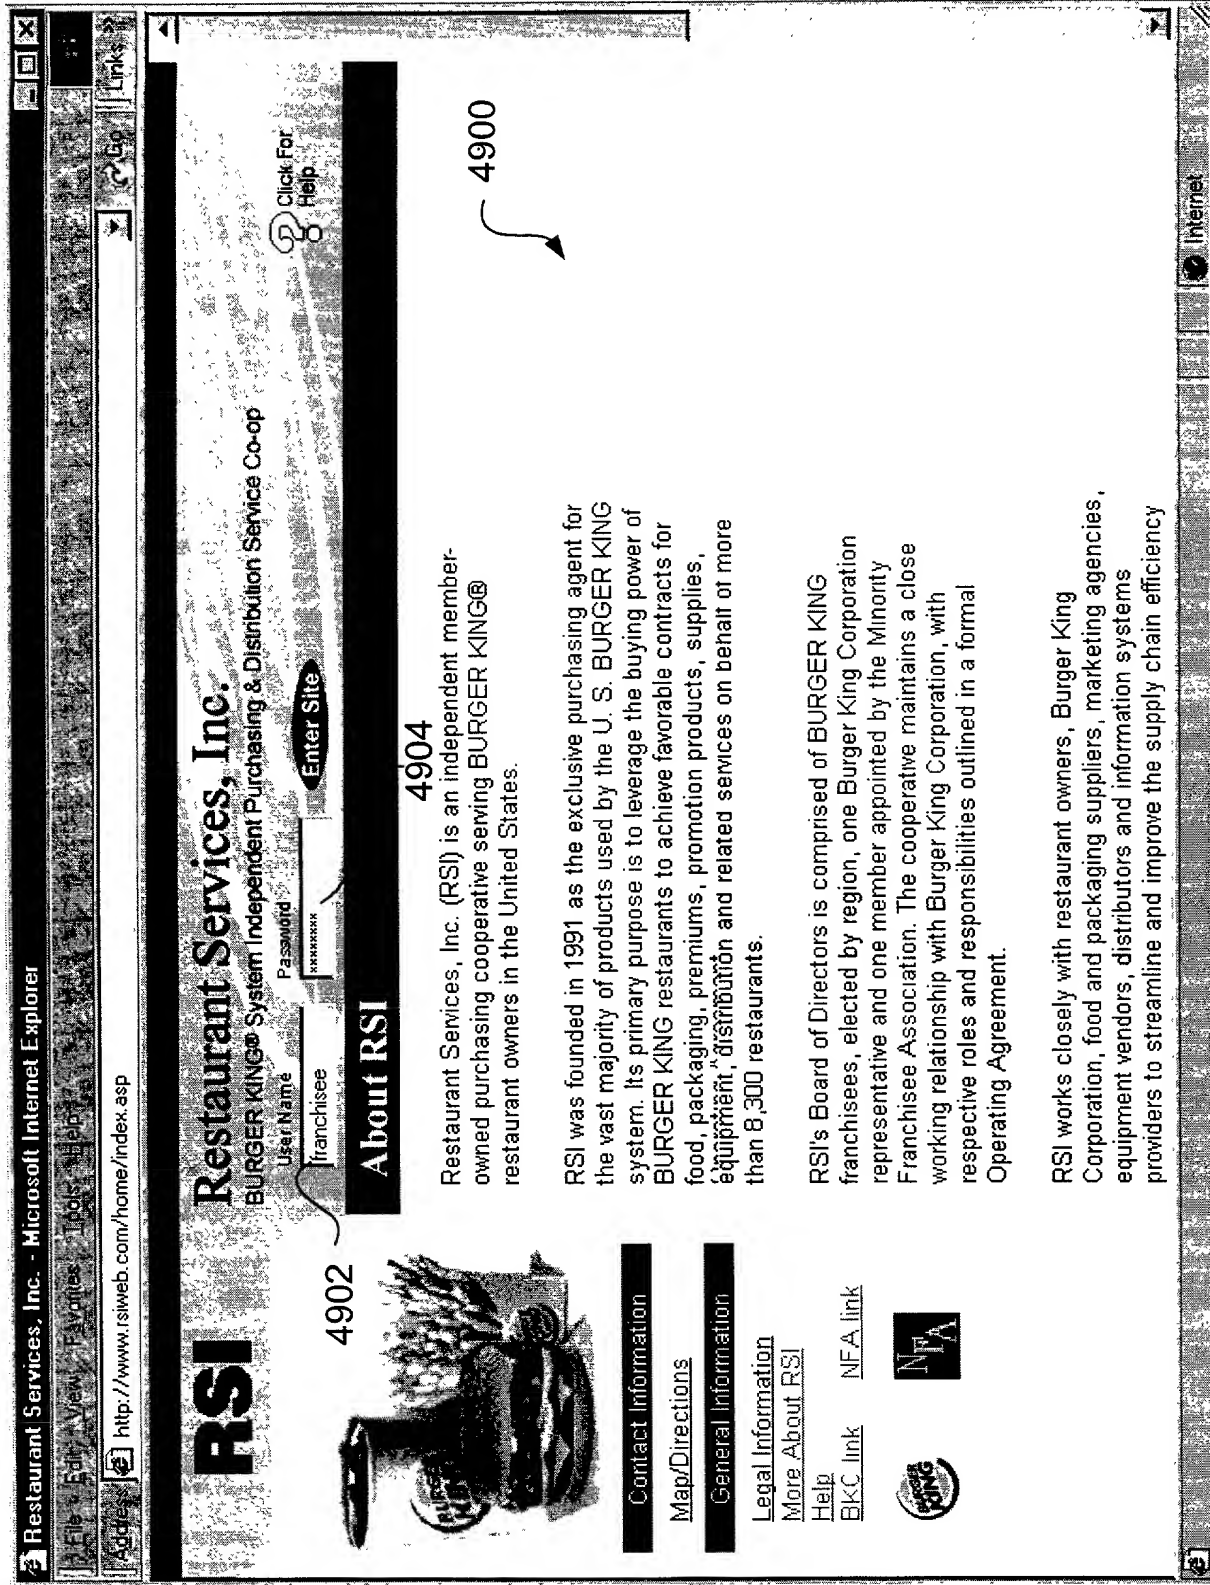 Restaurant Services, Inc. - Microsoft Internet Explorer
File Edit View Favorites Tools Help
Address http://www.rsiweb.com/home/index.asp Go Links »
RSI
Restaurant Services, Inc.
BURGER KING® System Independent Purchasing & Distribution Service Co-op
User Name Password
franchisee xxxxxxxxx Enter Site Click For Help
4902
4904
4900
About RSI
BURGER KING
Contact Information
Map/Directions
General Information
Legal Information
More About RSI
Help
BKC link NFA link
BURGER KING NFA
Restaurant Services, Inc. (RSI) is an independent member-
owned purchasing cooperative serving BURGER KING®
restaurant owners in the United States.
RSI was founded in 1991 as the exclusive purchasing agent for
the vast majority of products used by the U. S. BURGER KING
system. Its primary purpose is to leverage the buying power of
BURGER KING restaurants to achieve favorable contracts for
food, packaging, premiums, promotion products, supplies,
equipment, distribution and related services on behalf of more
than 8,300 restaurants.
RSI's Board of Directors is comprised of BURGER KING
franchisees, elected by region, one Burger King Corporation
representative and one member appointed by the Minority
Franchisee Association. The cooperative maintains a close
working relationship with Burger King Corporation, with
respective roles and responsibilities outlined in a formal
Operating Agreement.
RSI works closely with restaurant owners, Burger King
Corporation, food and packaging suppliers, marketing agencies,
equipment vendors, distributors and information systems
providers to streamline and improve the supply chain efficiency
Internet